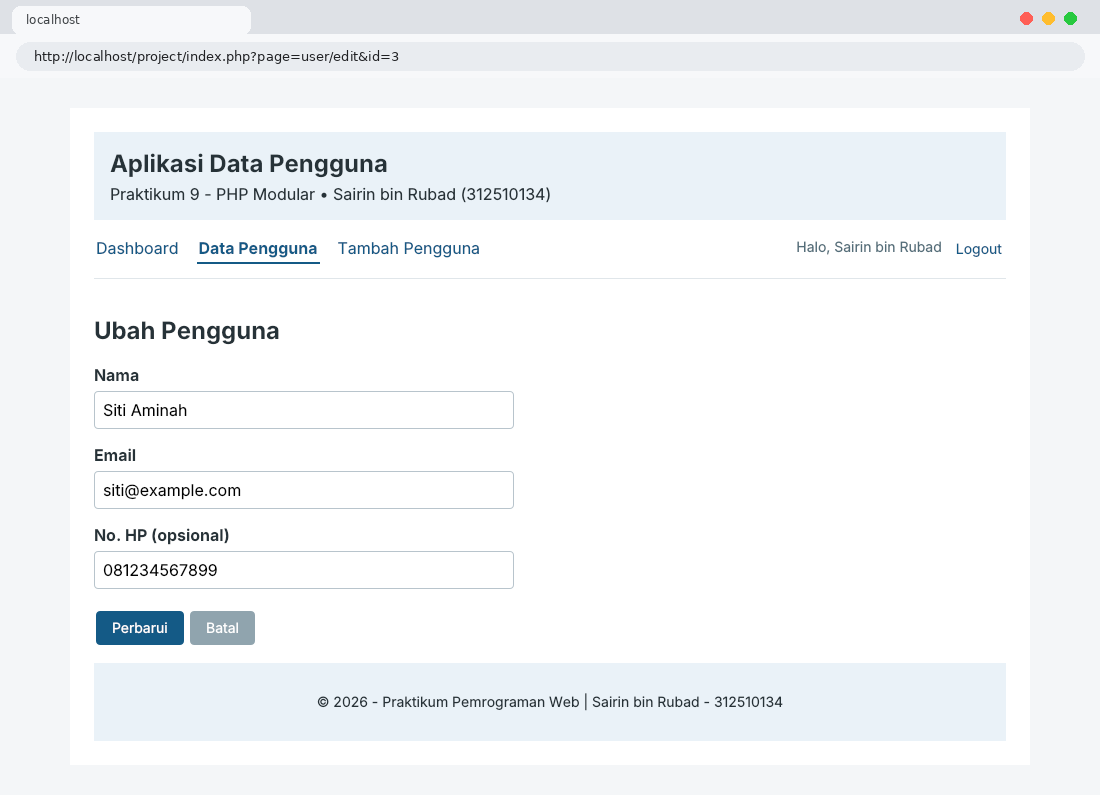 localhost
http://localhost/project/index.php?page=user/edit&id=3
Aplikasi Data Pengguna
Praktikum 9 - PHP Modular • Sairin bin Rubad (312510134)
Dashboard Data Pengguna Tambah Pengguna Halo, Sairin bin Rubad Logout
Ubah Pengguna
Nama
Siti Aminah
Email
siti@example.com
No. HP (opsional)
081234567899
Perbarui Batal
© 2026 - Praktikum Pemrograman Web | Sairin bin Rubad - 312510134